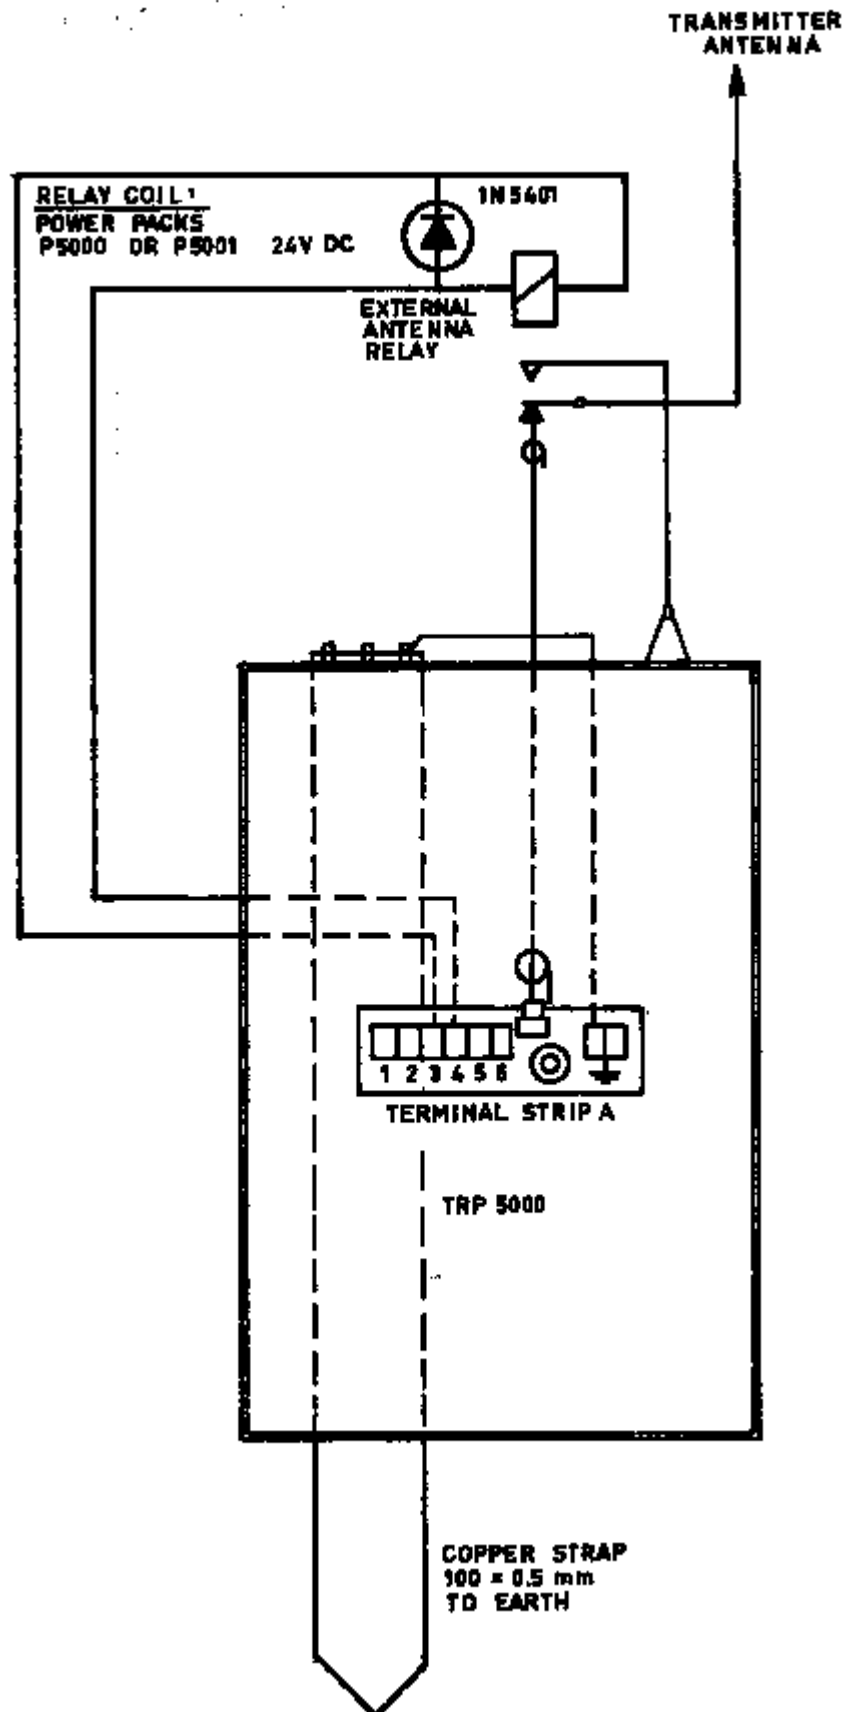 TRANSMITTER
ANTENNA
RELAY COIL:
POWER PACKS
P5000 OR P5001 24V DC
1N5401
EXTERNAL
ANTENNA
RELAY
1 2 3 4 5 6
TERMINAL STRIP A
TRP 5000
COPPER STRAP
100 × 0.5 mm
TO EARTH